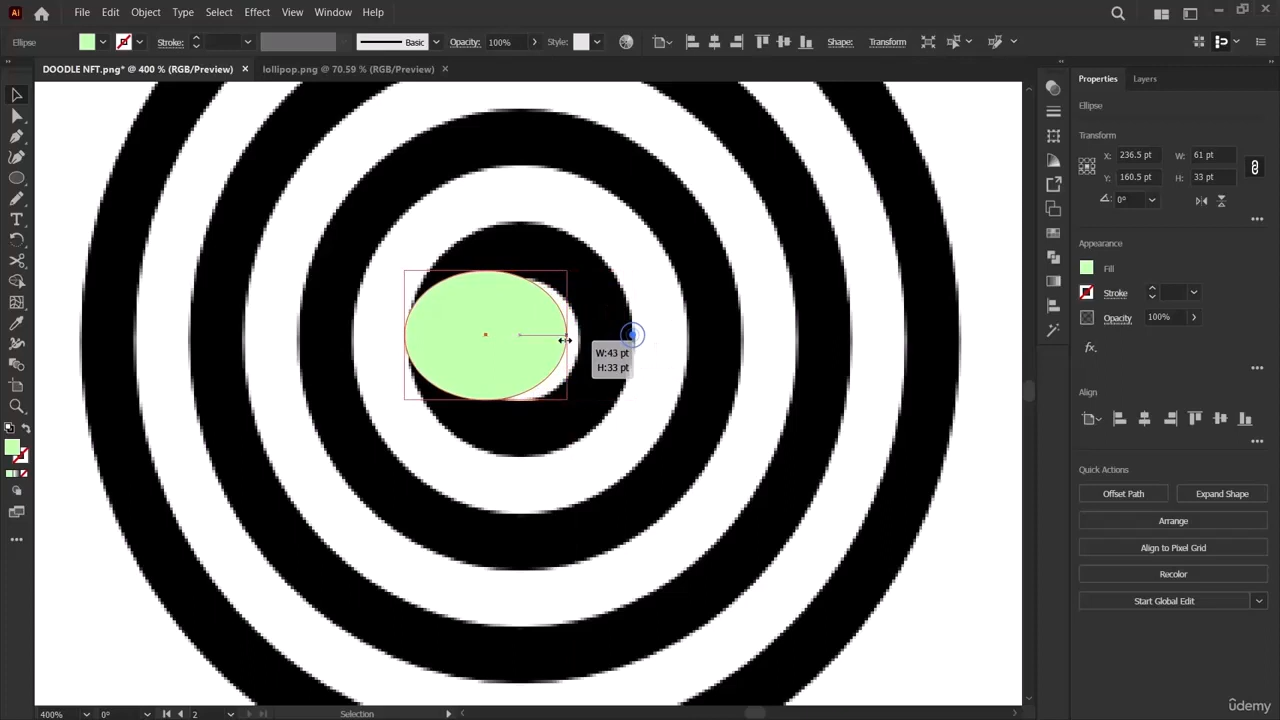 Ai File Edit Object Type Select Effect View Window Help
Ellipse Stroke: Basic Opacity: 100% Style: Shape: Transform
DOODLE NFT.png* @ 400 % (RGB/Preview) × lollipop.png @ 70.59 % (RGB/Preview) ×
Properties Layers
Ellipse
Transform
X: 236.5 pt W: 61 pt
Y: 160.5 pt H: 33 pt
0°
Appearance
Fill
Stroke
Opacity 100%
fx.
W:43 pt
H:33 pt
Align
Quick Actions
Offset Path Expand Shape
Arrange
Align to Pixel Grid
Recolor
Start Global Edit
400% 0° 2 Selection
ûdemy